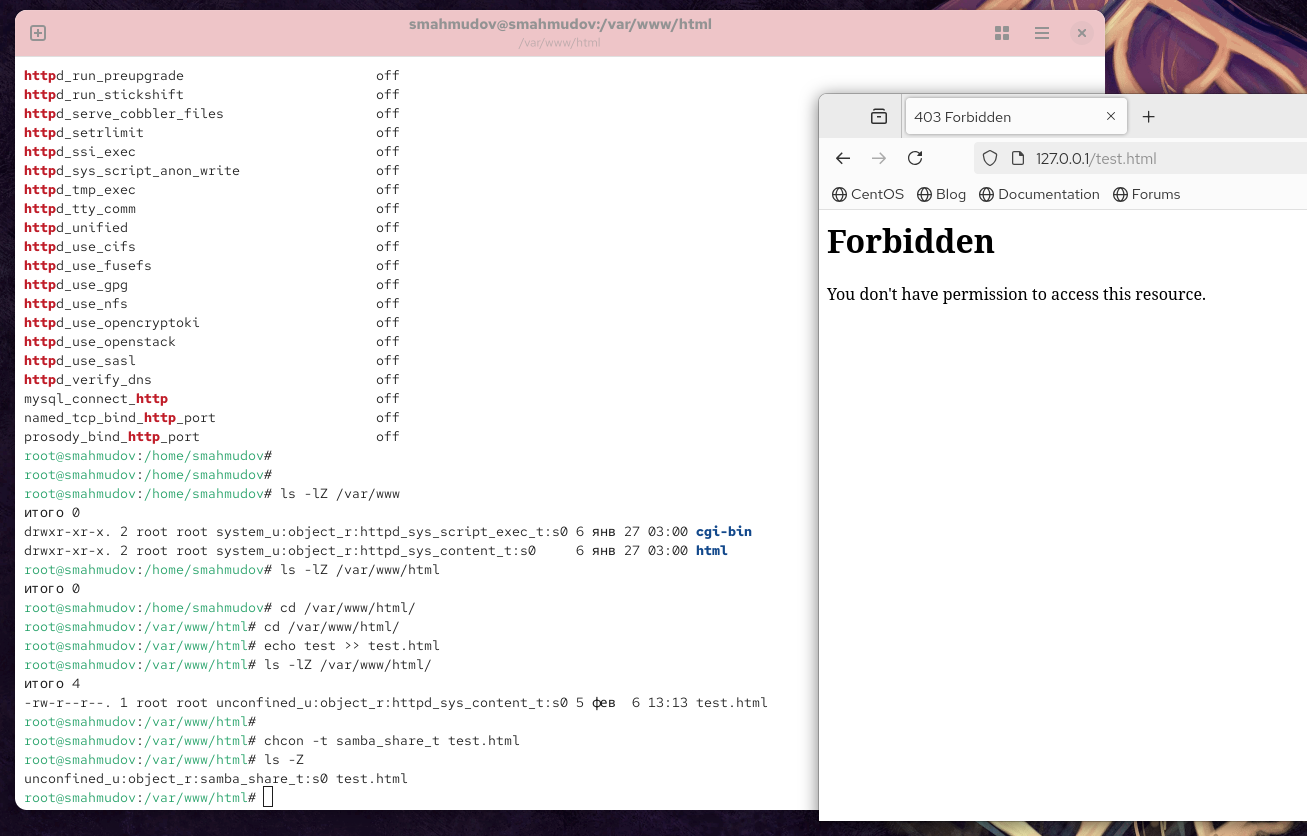 smahmudov@smahmudov:/var/www/html
/var/www/html
httpd_run_preupgrade off
httpd_run_stickshift off
httpd_serve_cobbler_files off
httpd_setrlimit off
httpd_ssi_exec off
httpd_sys_script_anon_write off
httpd_tmp_exec off
httpd_tty_comm off
httpd_unified off
httpd_use_cifs off
httpd_use_fusefs off
httpd_use_gpg off
httpd_use_nfs off
httpd_use_opencryptoki off
httpd_use_openstack off
httpd_use_sasl off
httpd_verify_dns off
mysql_connect_http off
named_tcp_bind_http_port off
prosody_bind_http_port off
root@smahmudov:/home/smahmudov#
root@smahmudov:/home/smahmudov#
root@smahmudov:/home/smahmudov# ls -lZ /var/www
итого 0
drwxr-xr-x. 2 root root system_u:object_r:httpd_sys_script_exec_t:s0 6 янв 27 03:00 cgi-bin
drwxr-xr-x. 2 root root system_u:object_r:httpd_sys_content_t:s0 6 янв 27 03:00 html
root@smahmudov:/home/smahmudov# ls -lZ /var/www/html
итого 0
root@smahmudov:/home/smahmudov# cd /var/www/html/
root@smahmudov:/var/www/html# cd /var/www/html/
root@smahmudov:/var/www/html# echo test >> test.html
root@smahmudov:/var/www/html# ls -lZ /var/www/html/
итого 4
-rw-r--r--. 1 root root unconfined_u:object_r:httpd_sys_content_t:s0 5 фев 6 13:13 test.html
root@smahmudov:/var/www/html#
root@smahmudov:/var/www/html# chcon -t samba_share_t test.html
root@smahmudov:/var/www/html# ls -Z
unconfined_u:object_r:samba_share_t:s0 test.html
root@smahmudov:/var/www/html#
403 Forbidden
127.0.0.1/test.html
CentOS Blog Documentation Forums
Forbidden
You don't have permission to access this resource.